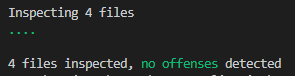 Inspecting 4 files
....
4 files inspected, no offenses detected